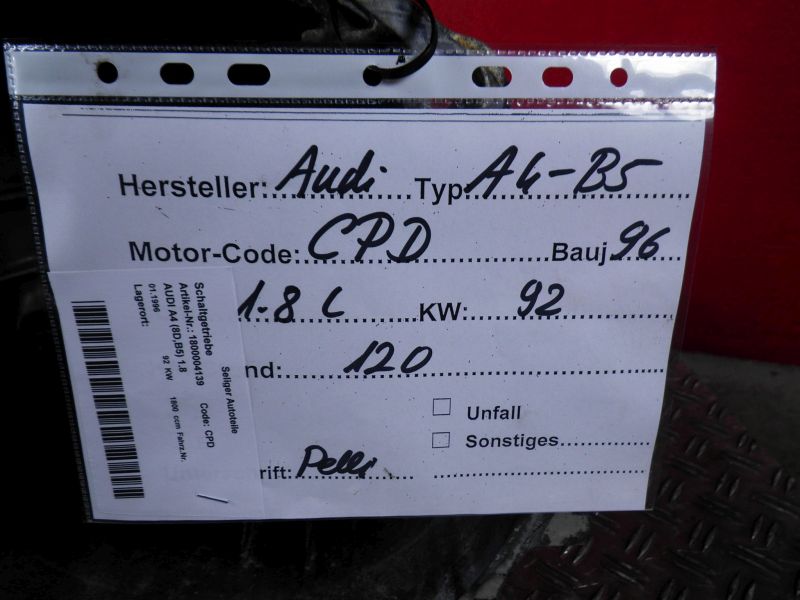 Hersteller: Audi Typ A4-B5
Motor-Code: CPD Bauj 96
1.8 l KW: 92
nd: 120
Unfall
Sonstiges
rift:
Seliger Autoteile
Schaltgetriebe Code: CPD
Artikel-Nr.: 1800004139
AUDI A4 (8D,B5) 1.8
92 KW 1800 ccm Fahrz.Nr.
01.1996
Lagerort: